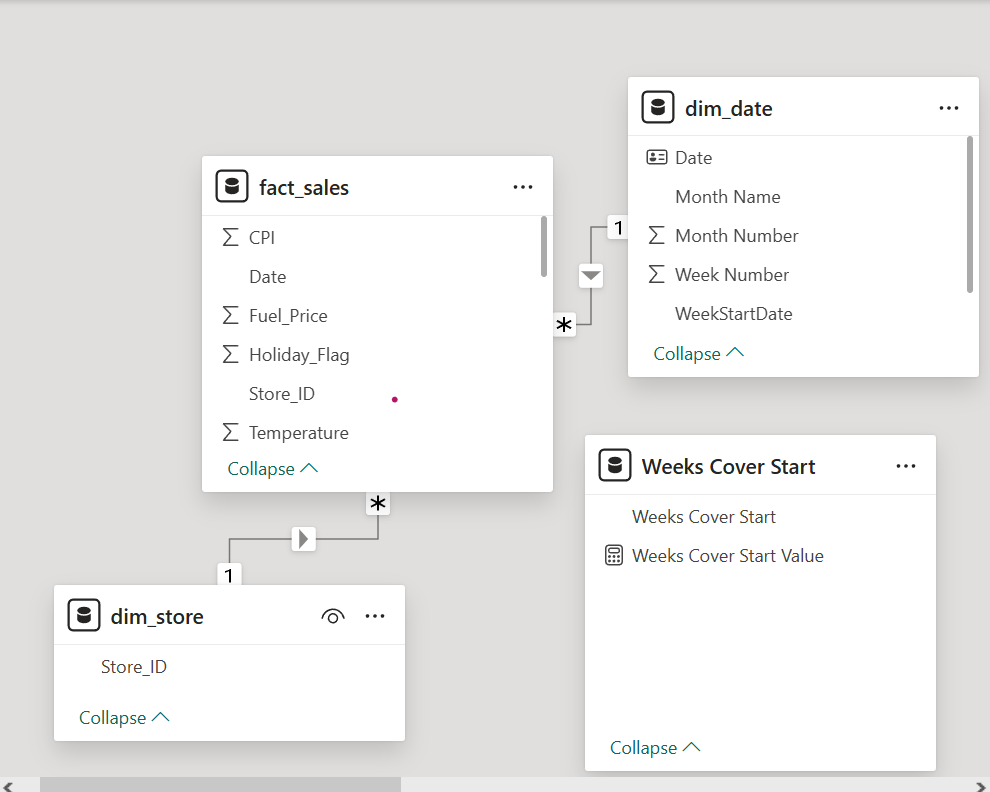 dim_date
Date
Month Name
Month Number
Week Number
WeekStartDate
Collapse
fact_sales
CPI
Date
Fuel_Price
Holiday_Flag
Store_ID
Temperature
Collapse
1
*
*
1
Weeks Cover Start
Weeks Cover Start
Weeks Cover Start Value
Collapse
dim_store
Store_ID
Collapse